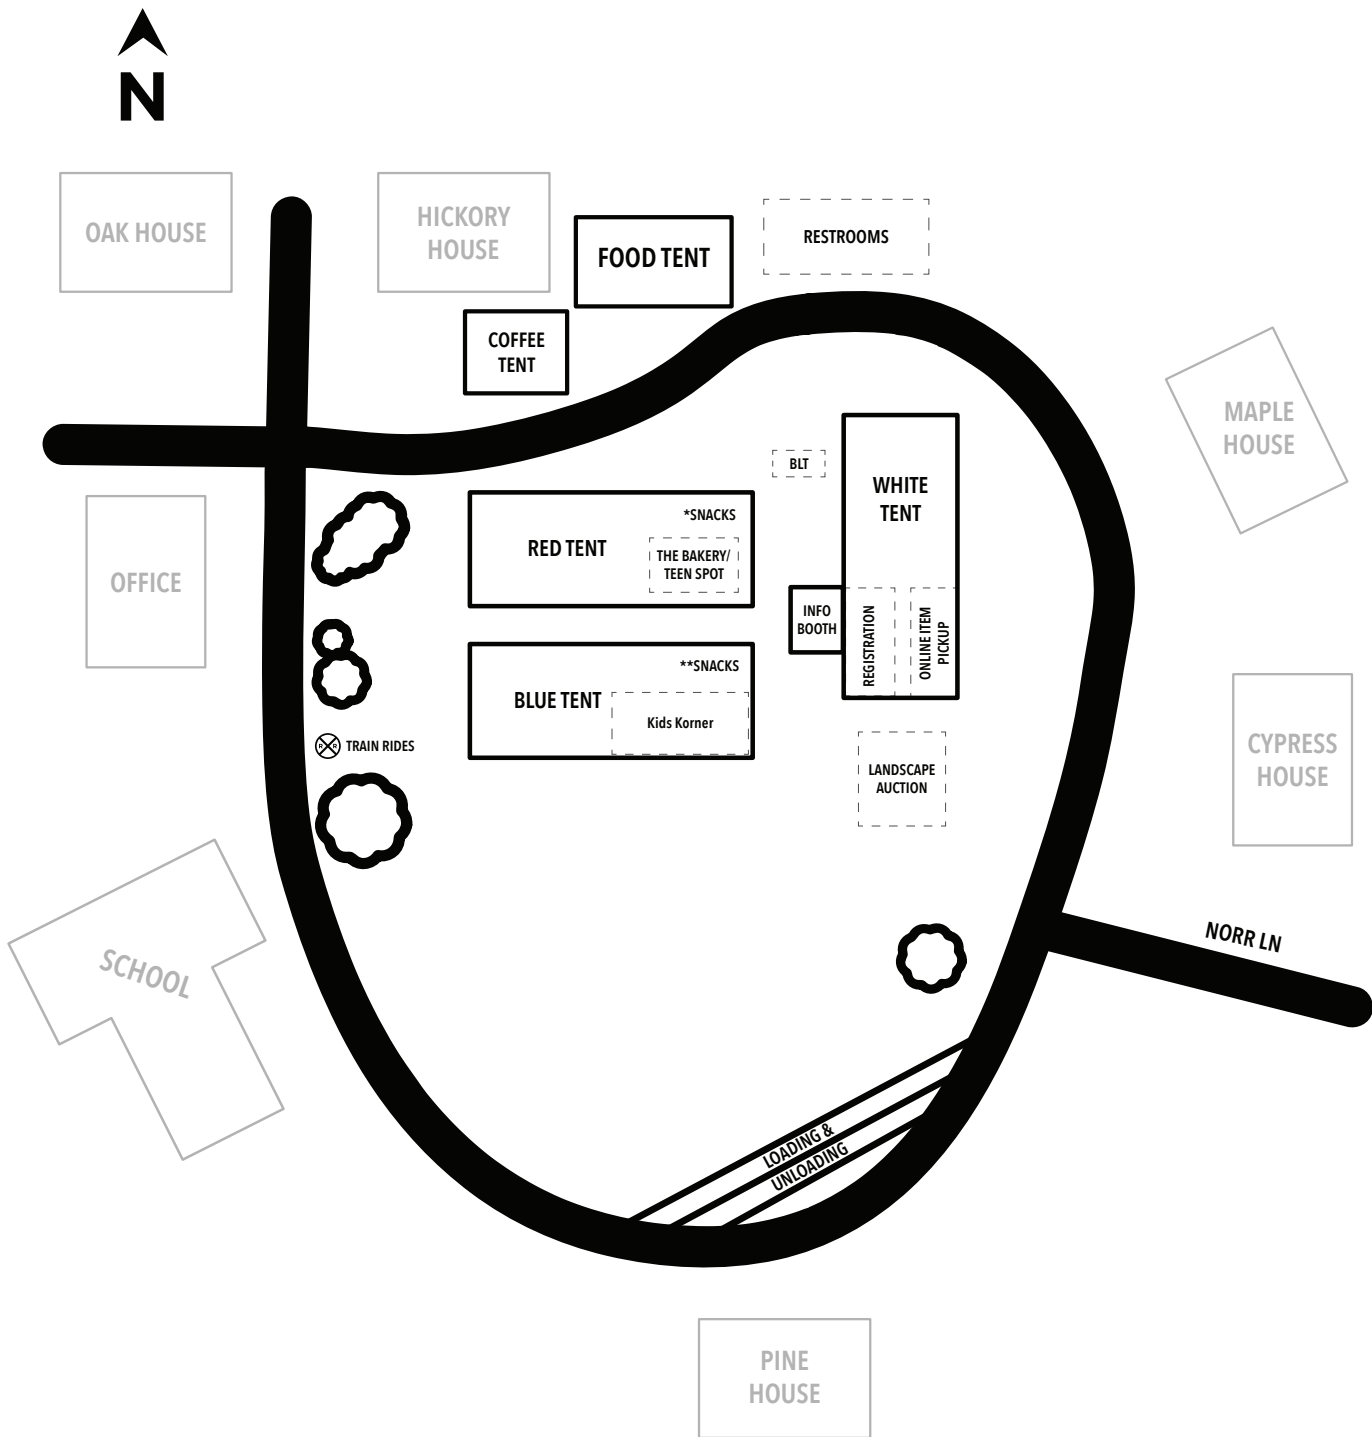 N
OAK HOUSE
HICKORY
HOUSE
FOOD TENT
RESTROOMS
COFFEE
TENT
MAPLE
HOUSE
BLT
WHITE
TENT
OFFICE
*SNACKS
RED TENT
THE BAKERY/
TEEN SPOT
INFO
BOOTH
REGISTRATION
ONLINE ITEM
PICKUP
**SNACKS
BLUE TENT
Kids Korner
R R
TRAIN RIDES
LANDSCAPE
AUCTION
CYPRESS
HOUSE
SCHOOL
NORR LN
LOADING &
UNLOADING
PINE
HOUSE